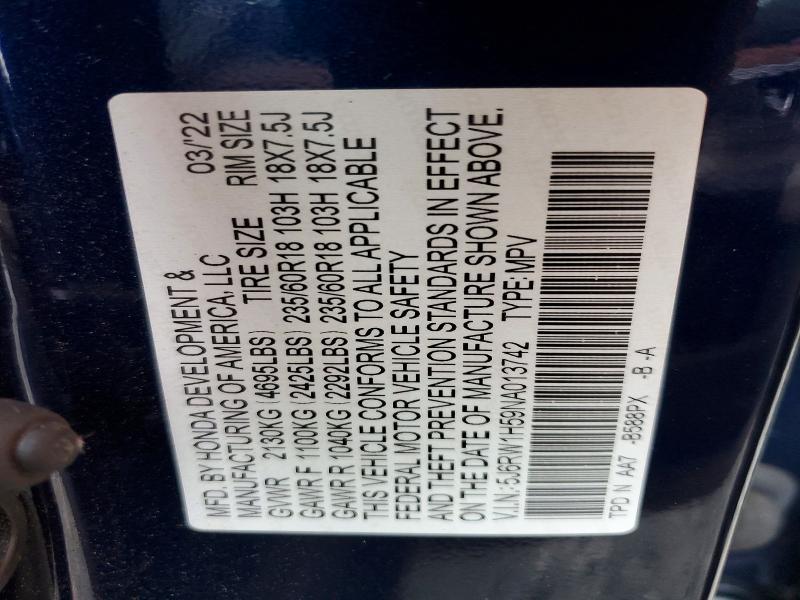 MFD. BY HONDA DEVELOPMENT & 03/'22
MANUFACTURING OF AMERICA, LLC
TIRE SIZE RIM SIZE
GVWR 2130KG (4695LBS)
GAWR F 1100KG (2425LBS) 235/60R18 103H 18X7.5J
GAWR R 1040KG (2292LBS) 235/60R18 103H 18X7.5J
THIS VEHICLE CONFORMS TO ALL APPLICABLE
FEDERAL MOTOR VEHICLE SAFETY
AND THEFT PREVENTION STANDARDS IN EFFECT
ON THE DATE OF MANUFACTURE SHOWN ABOVE.
V.I.N.: 5J6RW1H59NA013742 TYPE: MPV
TPD N AA7 -B588PX -B -A